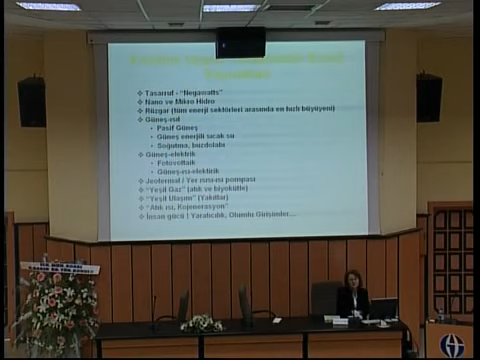 ❖ Tasarruf - "Negawatts"
❖ Nano ve Mikro Hidro
❖ Rüzgar (tüm enerji sektörleri arasında en hızlı büyüyeni)
❖ Güneş-ısıl
• Pasif Güneş
• Güneş enerjili sıcak su
• Soğutma, buzdolabı
❖ Güneş-elektrik
• Fotovoltaik
• Güneş-ısı-elektirik
❖ Jeotermal / Yer ısısı-ısı pompası
❖ "Yeşil Gaz" (atık ve biyokütle)
❖ "Yeşil Ulaşım" (Yakıtlar)
❖ "Atık ısı, Kojenerasyon"
❖ İnsan gücü ! Yaratıcılık, Olumlu Girişimler...